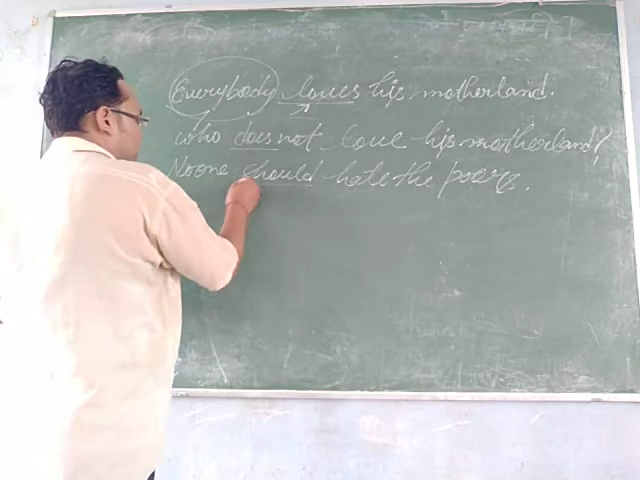 Everybody loves his motherland.
who does not love his motherland?
Noone should hate the poors.